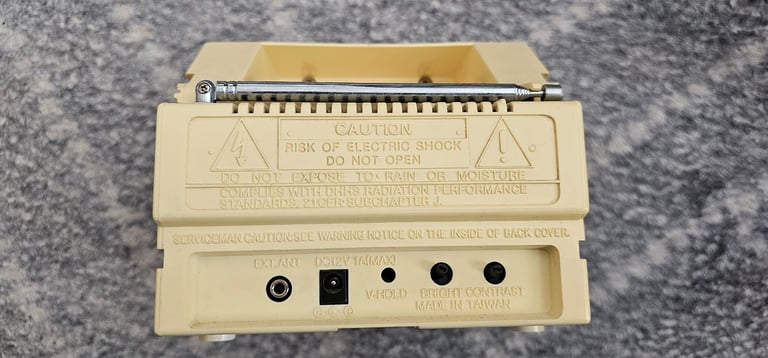 CAUTION
RISK OF ELECTRIC SHOCK
DO NOT OPEN
DO NOT EXPOSE TO RAIN OR MOISTURE
COMPLIES WITH DHHS RADIATION PERFORMANCE
STANDARDS, 21CFR SUBCHAPTER J.
SERVICEMAN CAUTION:SEE WARNING NOTICE ON THE INSIDE OF BACK COVER.
EXT.ANT DC12V 1A(MAX)
V-HOLD BRIGHT CONTRAST
MADE IN TAIWAN